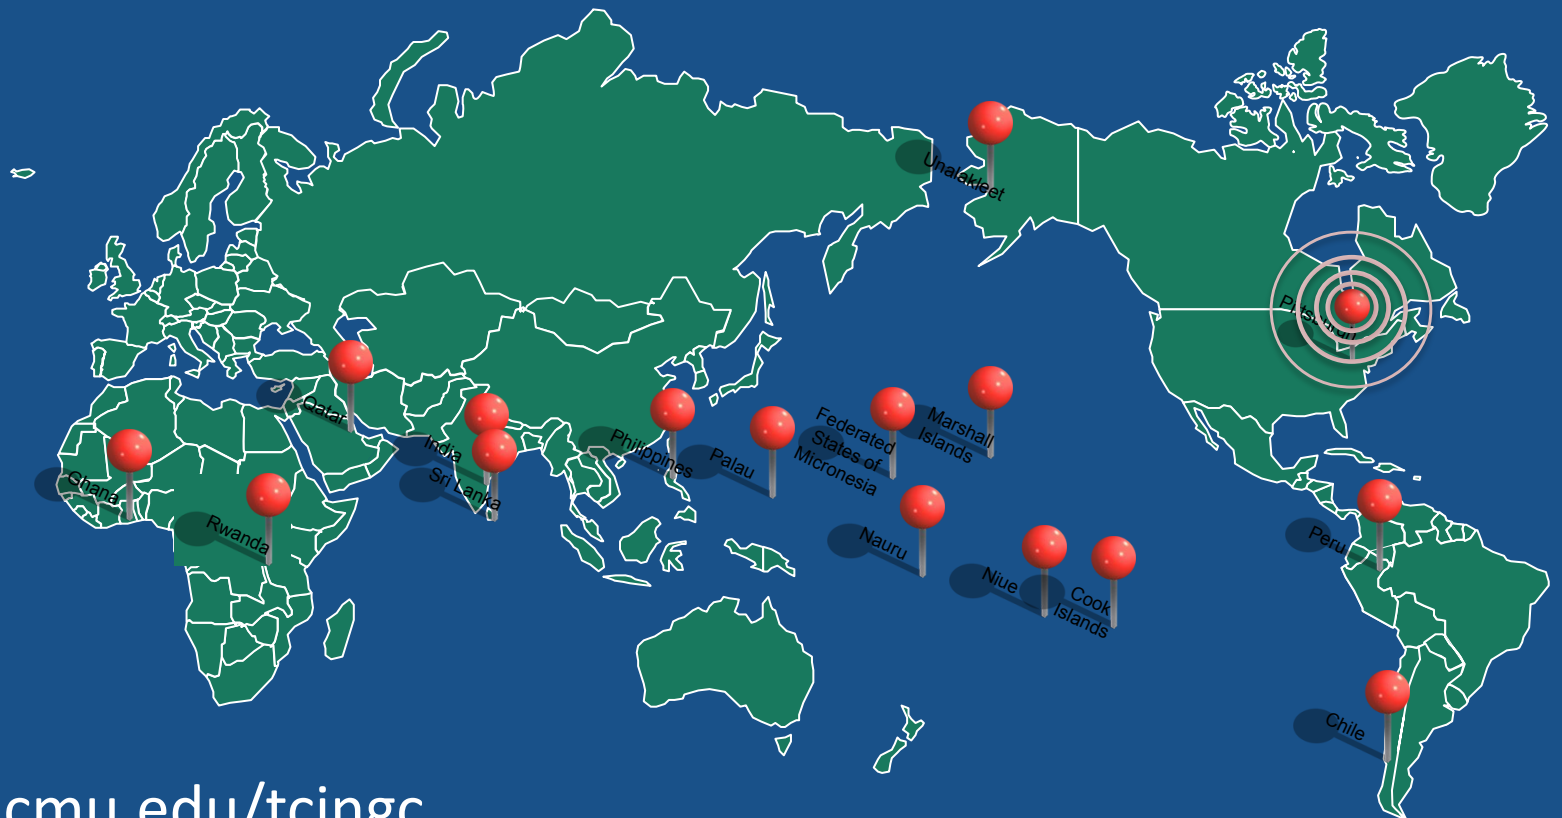 Unalakleet
Pittsburgh
Qatar
India
Sri Lanka
Ghana
Rwanda
Philippines
Palau
Federated
States of
Micronesia
Marshall
Islands
Nauru
Niue
Cook
Islands
Peru
Chile
cmu.edu/tcingc